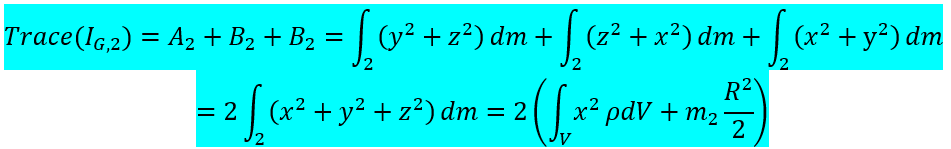 Trace(I_{G,2}) = A_2 + B_2 + B_2 = ∫_2 (y^2 + z^2) dm + ∫_2 (z^2 + x^2) dm + ∫_2 (x^2 + y^2) dm
= 2 ∫_2 (x^2 + y^2 + z^2) dm = 2 (∫_V x^2 ρdV + m_2 R^2/2)